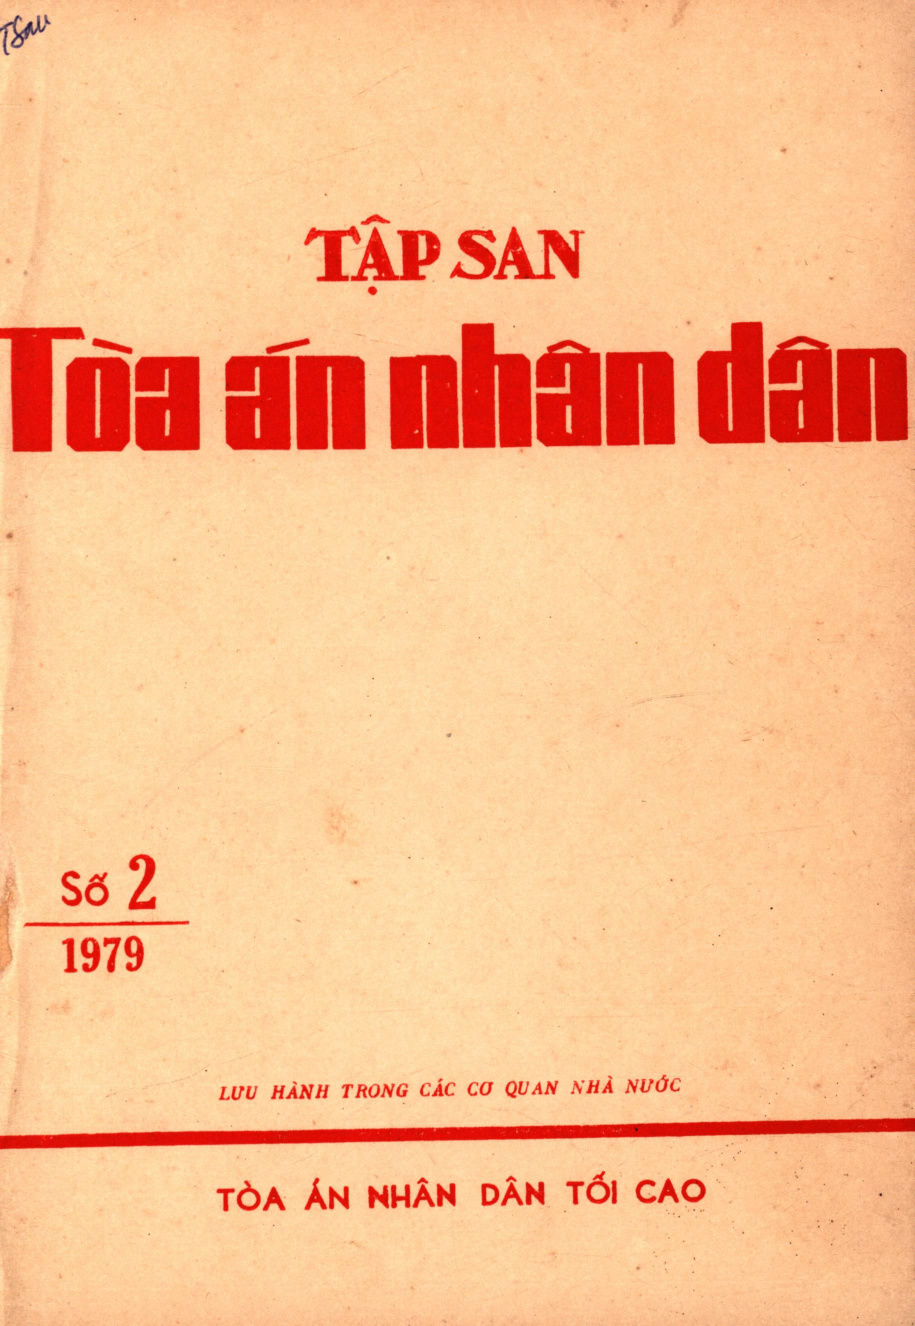 TẬP SAN
Tòa án nhân dân
Số 2
1979
LƯU HÀNH TRONG CÁC CƠ QUAN NHÀ NƯỚC
TÒA ÁN NHÂN DÂN TỐI CAO